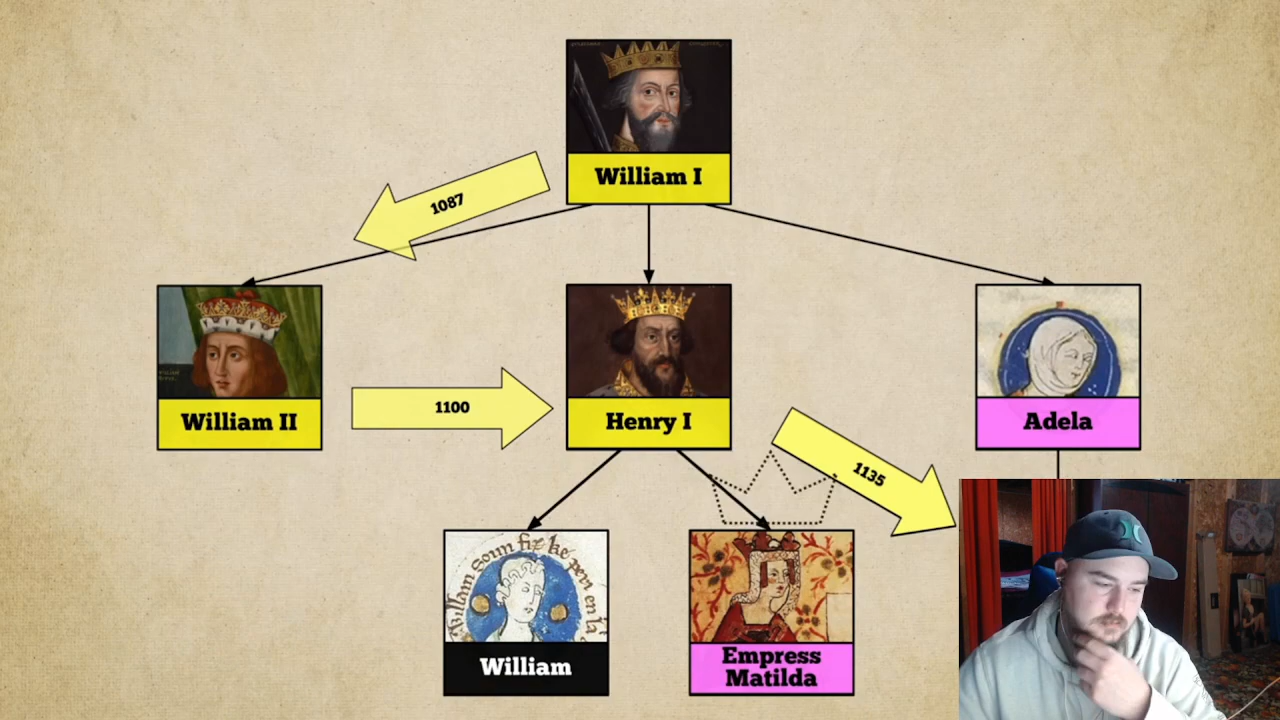 William I
1087
William II
1100
Henry I
1135
Adela
William
Empress
Matilda